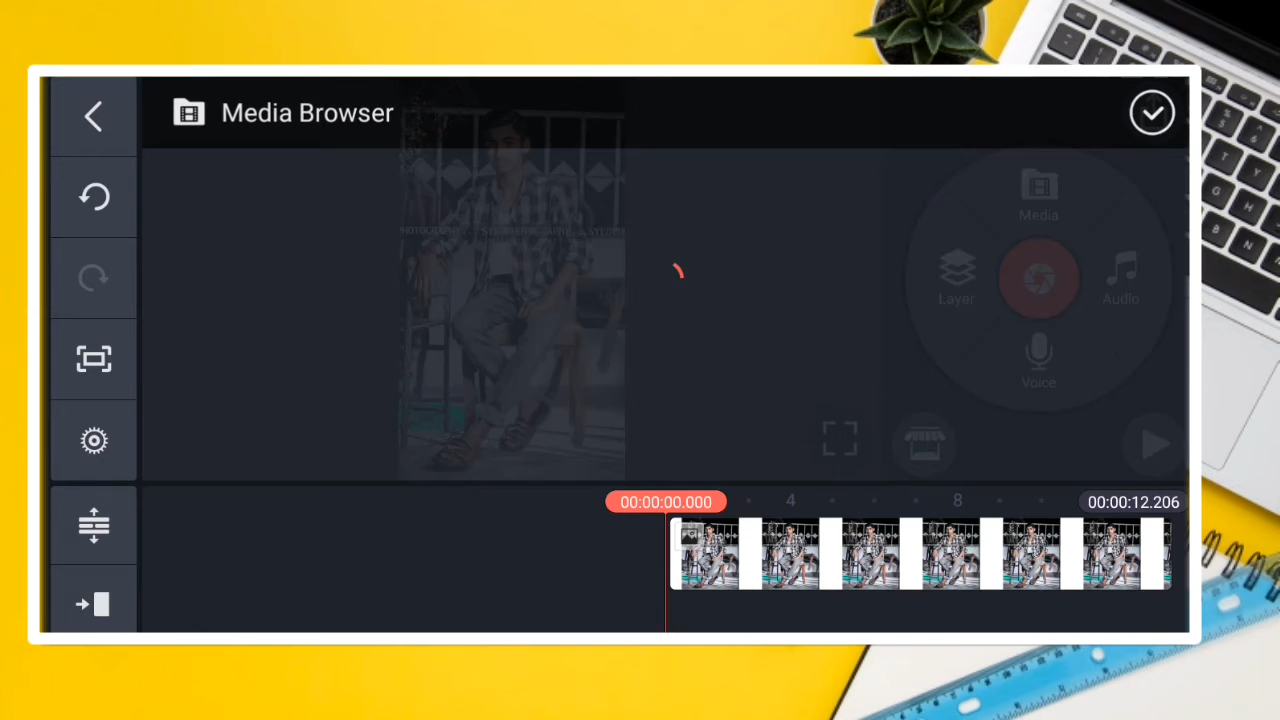 Media Browser
Media
Layer
Audio
Voice
00:00:00.000
4
8
00:00:12.206